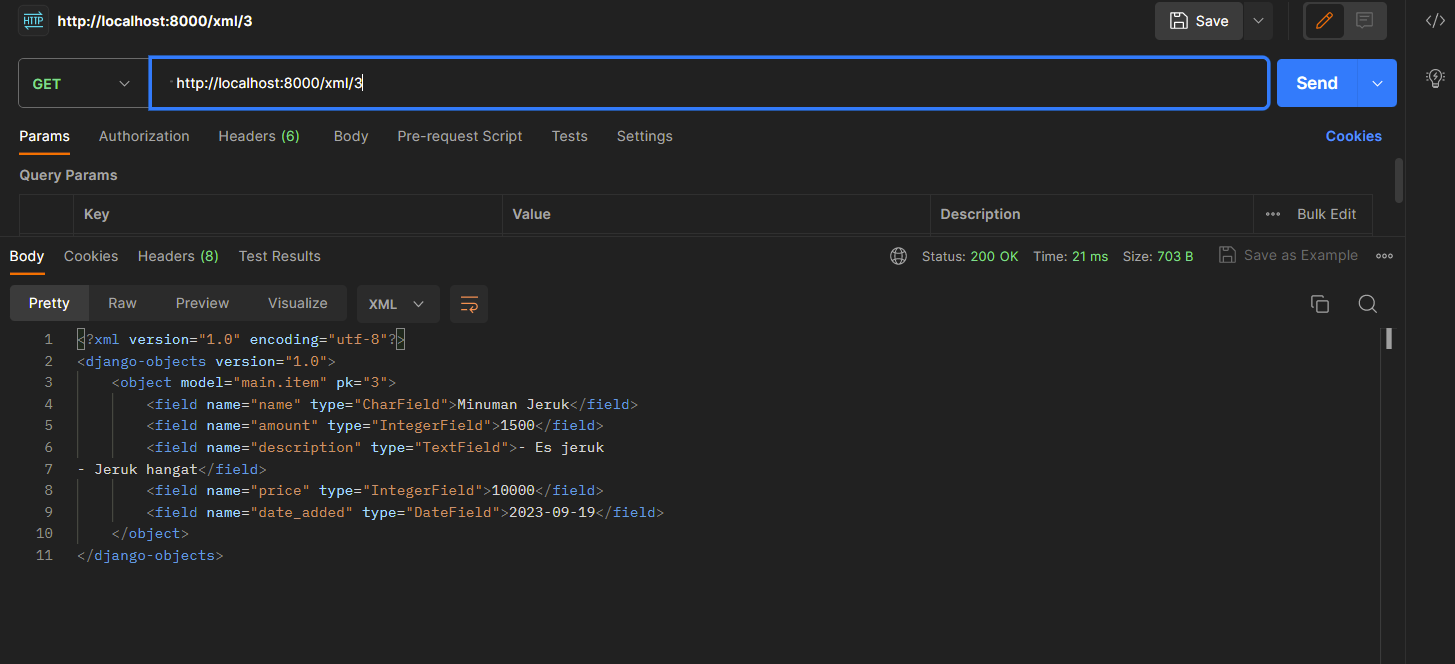 HTTP http://localhost:8000/xml/3 Save
GET http://localhost:8000/xml/3 Send
Params Authorization Headers (6) Body Pre-request Script Tests Settings Cookies
Query Params
Key Value Description Bulk Edit
Body Cookies Headers (8) Test Results Status: 200 OK Time: 21 ms Size: 703 B Save as Example
Pretty Raw Preview Visualize XML
1 <?xml version="1.0" encoding="utf-8"?>
2 <django-objects version="1.0">
3 <object model="main.item" pk="3">
4 <field name="name" type="CharField">Minuman Jeruk</field>
5 <field name="amount" type="IntegerField">1500</field>
6 <field name="description" type="TextField">- Es jeruk
7 - Jeruk hangat</field>
8 <field name="price" type="IntegerField">10000</field>
9 <field name="date_added" type="DateField">2023-09-19</field>
10 </object>
11 </django-objects>